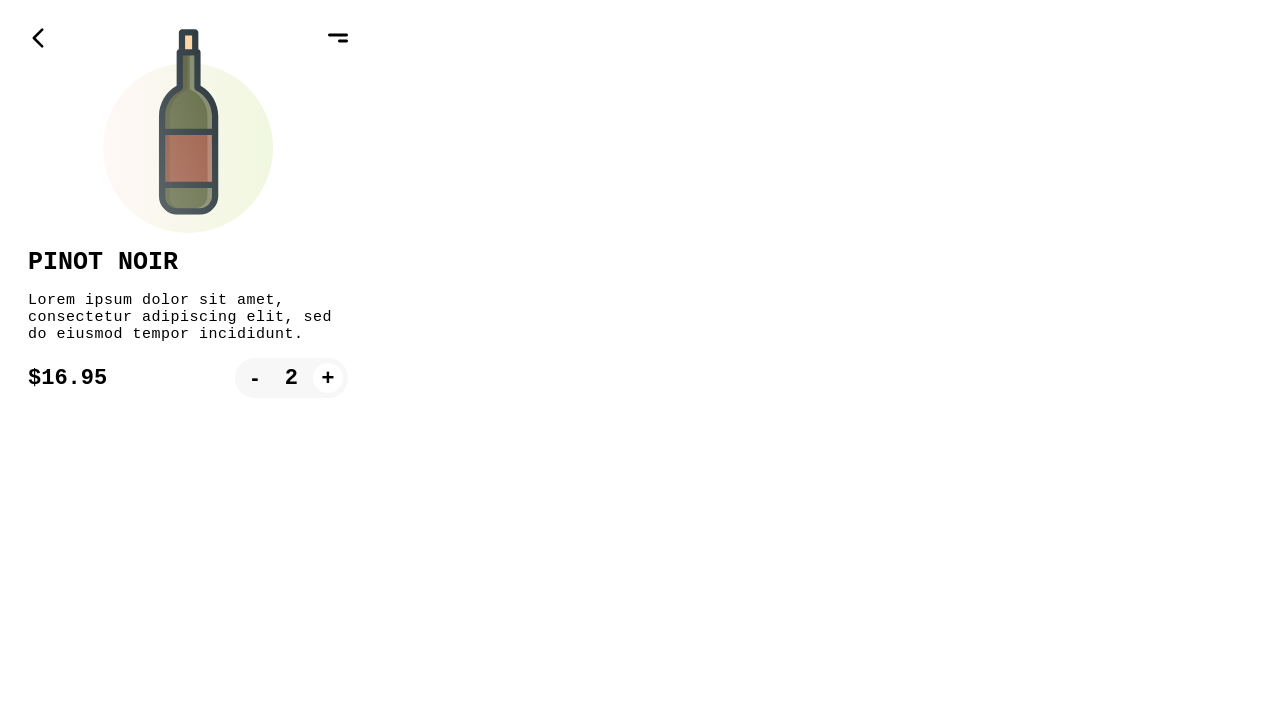 PINOT NOIR
Lorem ipsum dolor sit amet,
consectetur adipiscing elit, sed
do eiusmod tempor incididunt.
$16.95 - 2 +